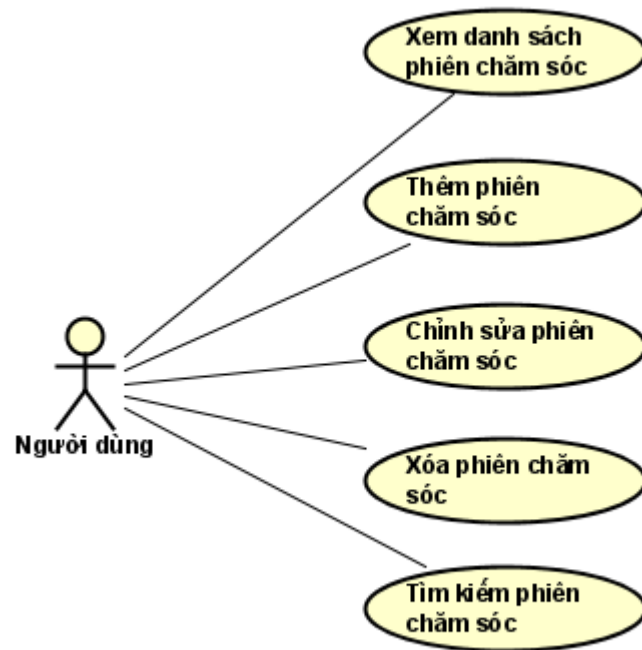 Xem danh sách
phiên chăm sóc
Thêm phiên
chăm sóc
Chỉnh sửa phiên
chăm sóc
Người dùng
Xóa phiên chăm
sóc
Tìm kiếm phiên
chăm sóc